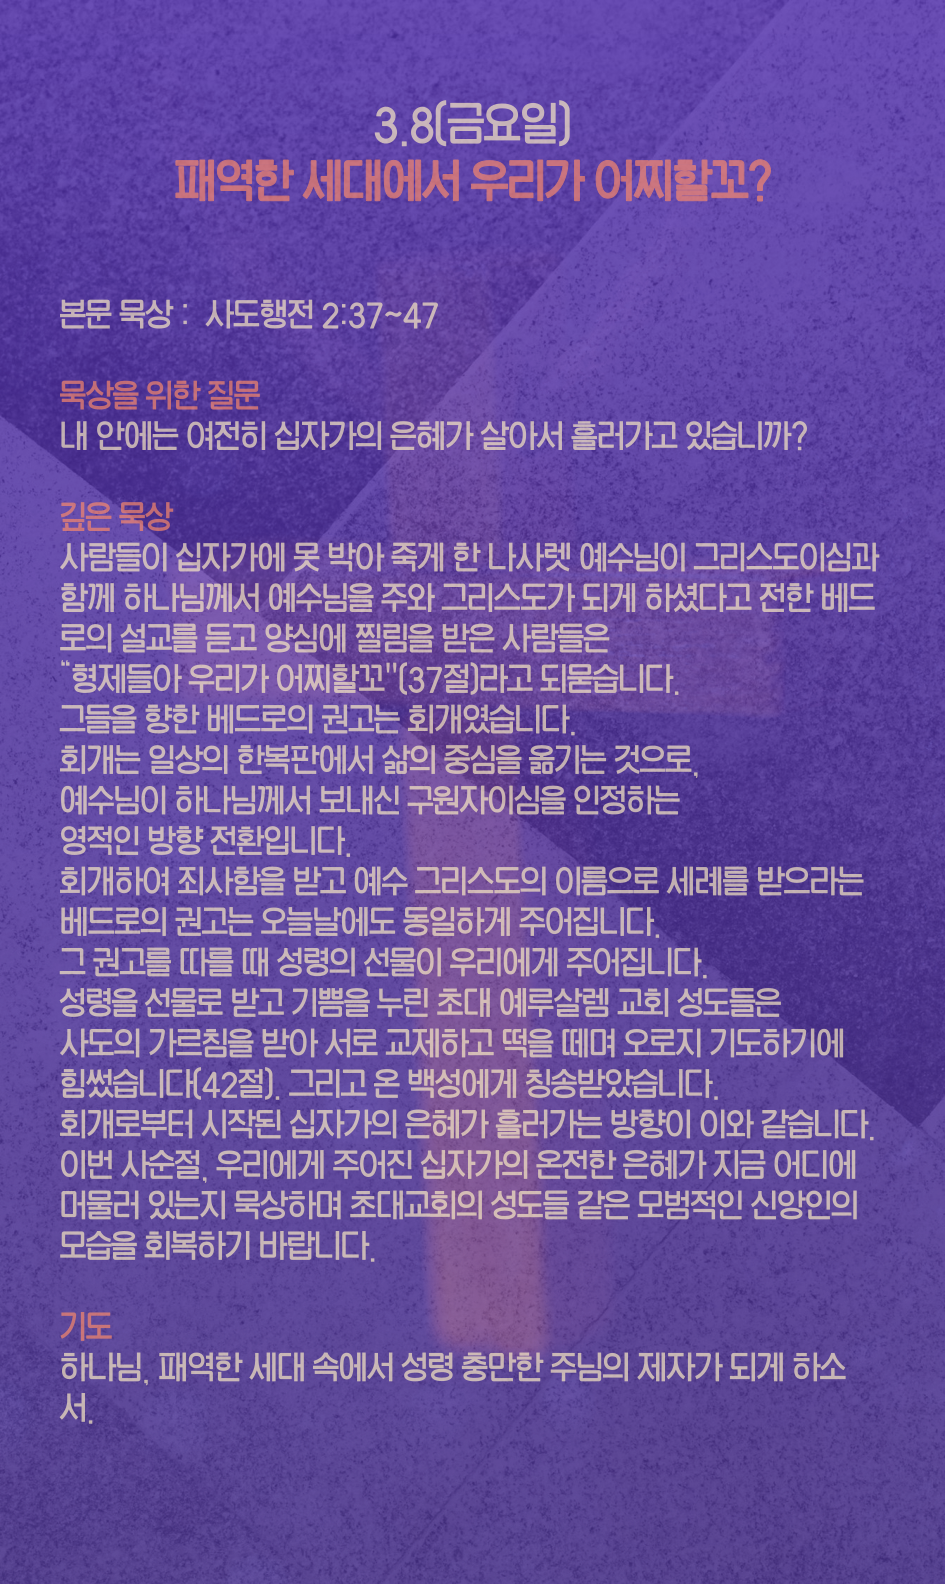 3.8(금요일)
패역한 세대에서 우리가 어찌할꼬?
본문 묵상 : 사도행전 2:37~47
묵상을 위한 질문
내 안에는 여전히 십자가의 은혜가 살아서 흘러가고 있습니까?
깊은 묵상
사람들이 십자가에 못 박아 죽게 한 나사렛 예수님이 그리스도이심과
함께 하나님께서 예수님을 주와 그리스도가 되게 하셨다고 전한 베드
로의 설교를 듣고 양심에 찔림을 받은 사람들은
“형제들아 우리가 어찌할꼬"(37절)라고 되묻습니다.
그들을 향한 베드로의 권고는 회개였습니다.
회개는 일상의 한복판에서 삶의 중심을 옮기는 것으로,
예수님이 하나님께서 보내신 구원자이심을 인정하는
영적인 방향 전환입니다.
회개하여 죄사함을 받고 예수 그리스도의 이름으로 세례를 받으라는
베드로의 권고는 오늘날에도 동일하게 주어집니다.
그 권고를 따를 때 성령의 선물이 우리에게 주어집니다.
성령을 선물로 받고 기쁨을 누린 초대 예루살렘 교회 성도들은
사도의 가르침을 받아 서로 교제하고 떡을 떼며 오로지 기도하기에
힘썼습니다(42절). 그리고 온 백성에게 칭송받았습니다.
회개로부터 시작된 십자가의 은혜가 흘러가는 방향이 이와 같습니다.
이번 사순절, 우리에게 주어진 십자가의 온전한 은혜가 지금 어디에
머물러 있는지 묵상하며 초대교회의 성도들 같은 모범적인 신앙인의
모습을 회복하기 바랍니다.
기도
하나님, 패역한 세대 속에서 성령 충만한 주님의 제자가 되게 하소
서.